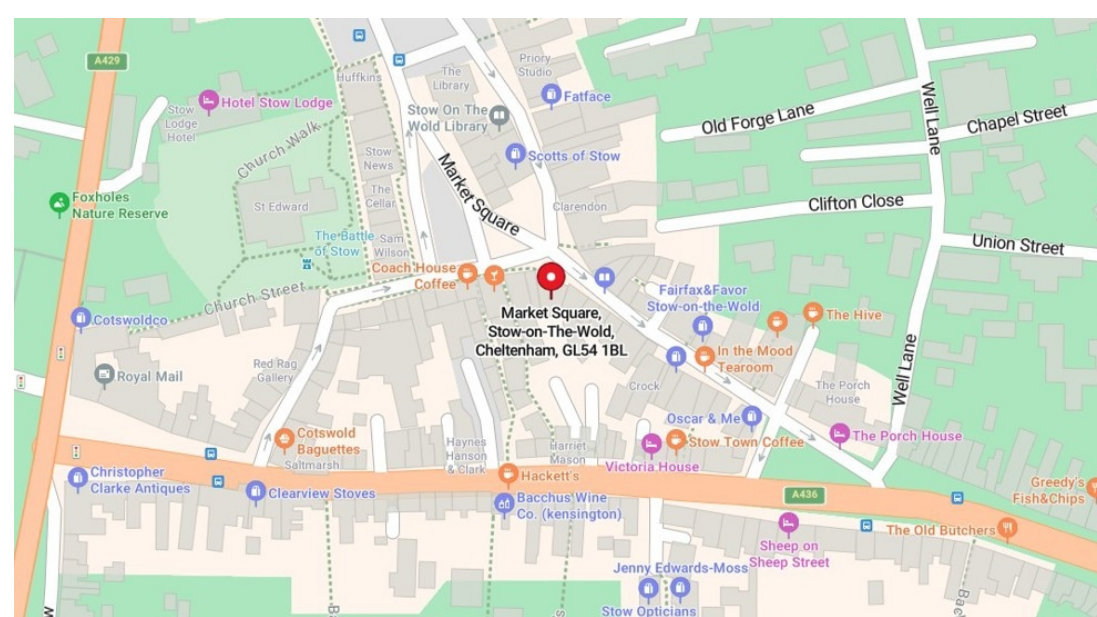 A429
Huffkins
The
Library
Priory
Studio
Fatface
Hotel Stow Lodge
Stow
Lodge
Hotel
Stow On The
Wold Library
Old Forge Lane
Well Lane
Chapel Street
Church Walk
Stow
News
Scotts of Stow
Market Square
Foxholes
Nature Reserve
The
Cellar
St Edward
Clarendon
Clifton Close
The Battle
of Stow
Sam
Wilson
Union Street
Coach House
Coffee
Church Street
Fairfax&Favor
Stow-on-the-Wold
Market Square,
Stow-on-The-Wold,
Cheltenham, GL54 1BL
Cotswoldco
The Hive
In the Mood
Tearoom
Red Rag
Gallery
Royal Mail
Crock
The Porch
House
Well Lane
Oscar & Me
Cotswold
Baguettes
Saltmarsh
Haynes
Hanson
& Clark
Harriet
Mason
Stow Town Coffee
The Porch House
Victoria House
Christopher
Clarke Antiques
Hackett's
Clearview Stoves
A436
Greedy's
Fish&Chips
Bacchus Wine
Co. (kensington)
The Old Butchers
Sheep on
Sheep Street
Jenny Edwards-Moss
Stow Opticians